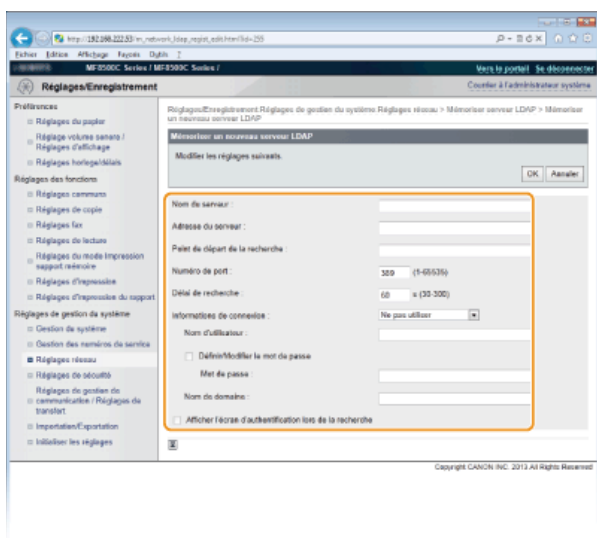 http://192.168.222.53/m_network_ldap_regist_edit.html?id=255
Fichier Edition Affichage Favoris Outils ?
MF8500C Series / MF8500C Series /
Vers le portail Se déconnecter
Réglages/Enregistrement
Courrier à l'administrateur système
Préférences
Réglages du papier
Réglage volume sonore /
Réglages d'affichage
Réglages horloge/délais
Réglages des fonctions
Réglages communs
Réglages de copie
Réglages fax
Réglages de lecture
Réglages du mode Impression
support mémoire
Réglages d'impression
Réglages d'impression du rapport
Réglages de gestion du système
Gestion du système
Gestion des numéros de service
Réglages réseau
Réglages de sécurité
Réglages de gestion de
communication / Réglages de
transfert
Importation/Exportation
Initialiser les réglages
Réglages/Enregistrement:Réglages de gestion du système:Réglages réseau > Mémoriser serveur LDAP > Mémoriser
un nouveau serveur LDAP
Mémoriser un nouveau serveur LDAP
Modifier les réglages suivants.
OK Annuler
Nom de serveur :
Adresse du serveur :
Point de départ de la recherche :
Numéro de port : 389 (1-65535)
Délai de recherche : 60 s (30-300)
Informations de connexion : Ne pas utiliser
Nom d'utilisateur :
Définir/Modifier le mot de passe
Mot de passe :
Nom de domaine :
Afficher l'écran d'authentification lors de la recherche
Copyright CANON INC. 2013 All Rights Reserved